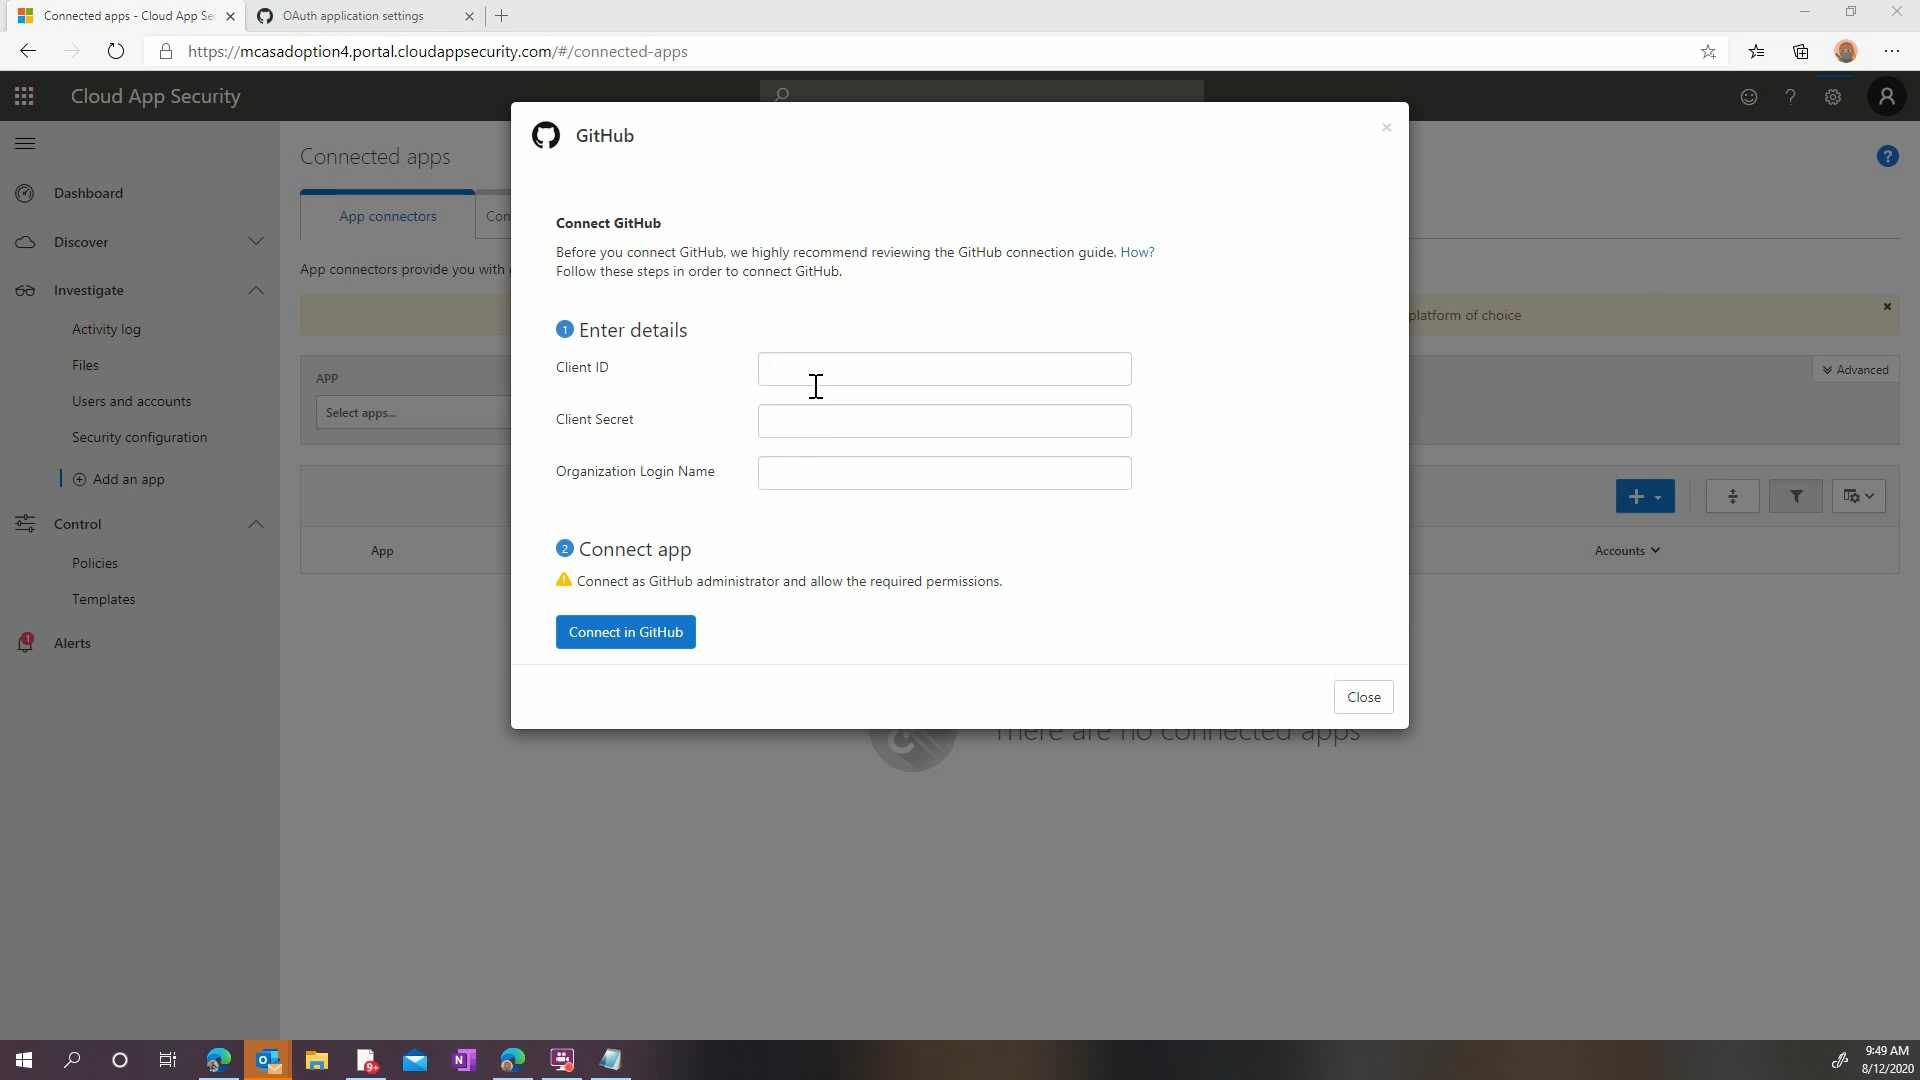 Connected apps - Cloud App Sec
OAuth application settings
https://mcasadoption4.portal.cloudappsecurity.com/#/connected-apps
Cloud App Security
GitHub
Connected apps
Dashboard
App connectors
Con
Connect GitHub
Discover
Before you connect GitHub, we highly recommend reviewing the GitHub connection guide. How?
App connectors provide you with
Follow these steps in order to connect GitHub.
Investigate
platform of choice
Activity log
1 Enter details
Files
Client ID
APP
Advanced
Users and accounts
Select apps...
Client Secret
Security configuration
Organization Login Name
Add an app
Control
2 Connect app
App
Accounts
Policies
Connect as GitHub administrator and allow the required permissions.
Templates
Connect in GitHub
1
Alerts
Close
There are no connected apps
9+
9:49 AM
8/12/2020